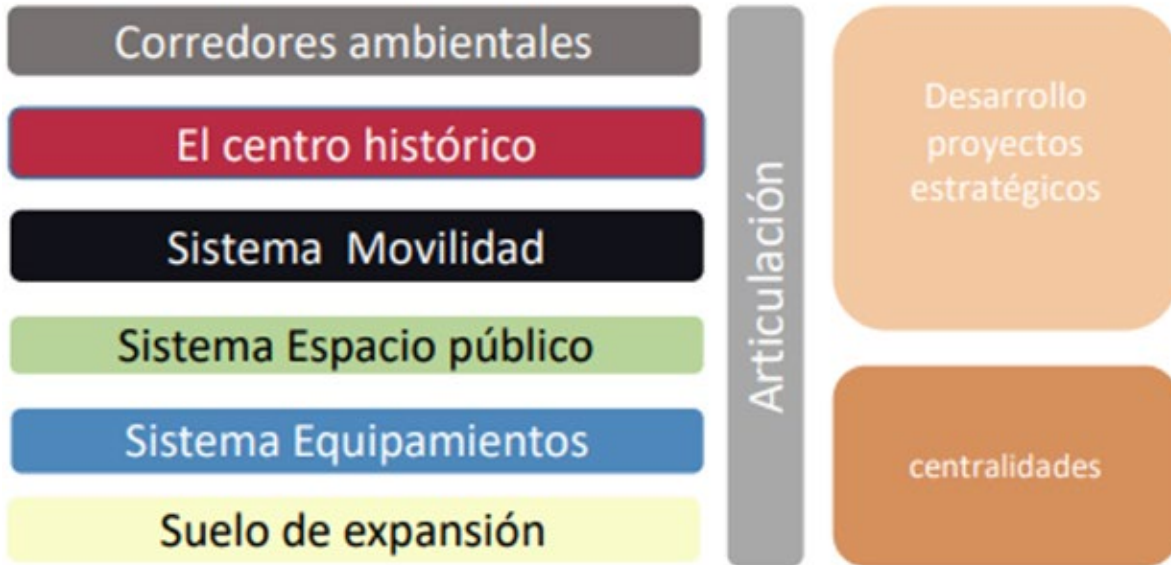 Corredores ambientales
El centro histórico
Sistema Movilidad
Sistema Espacio público
Sistema Equipamientos
Suelo de expansión
Articulación
Desarrollo
proyectos
estratégicos
centralidades